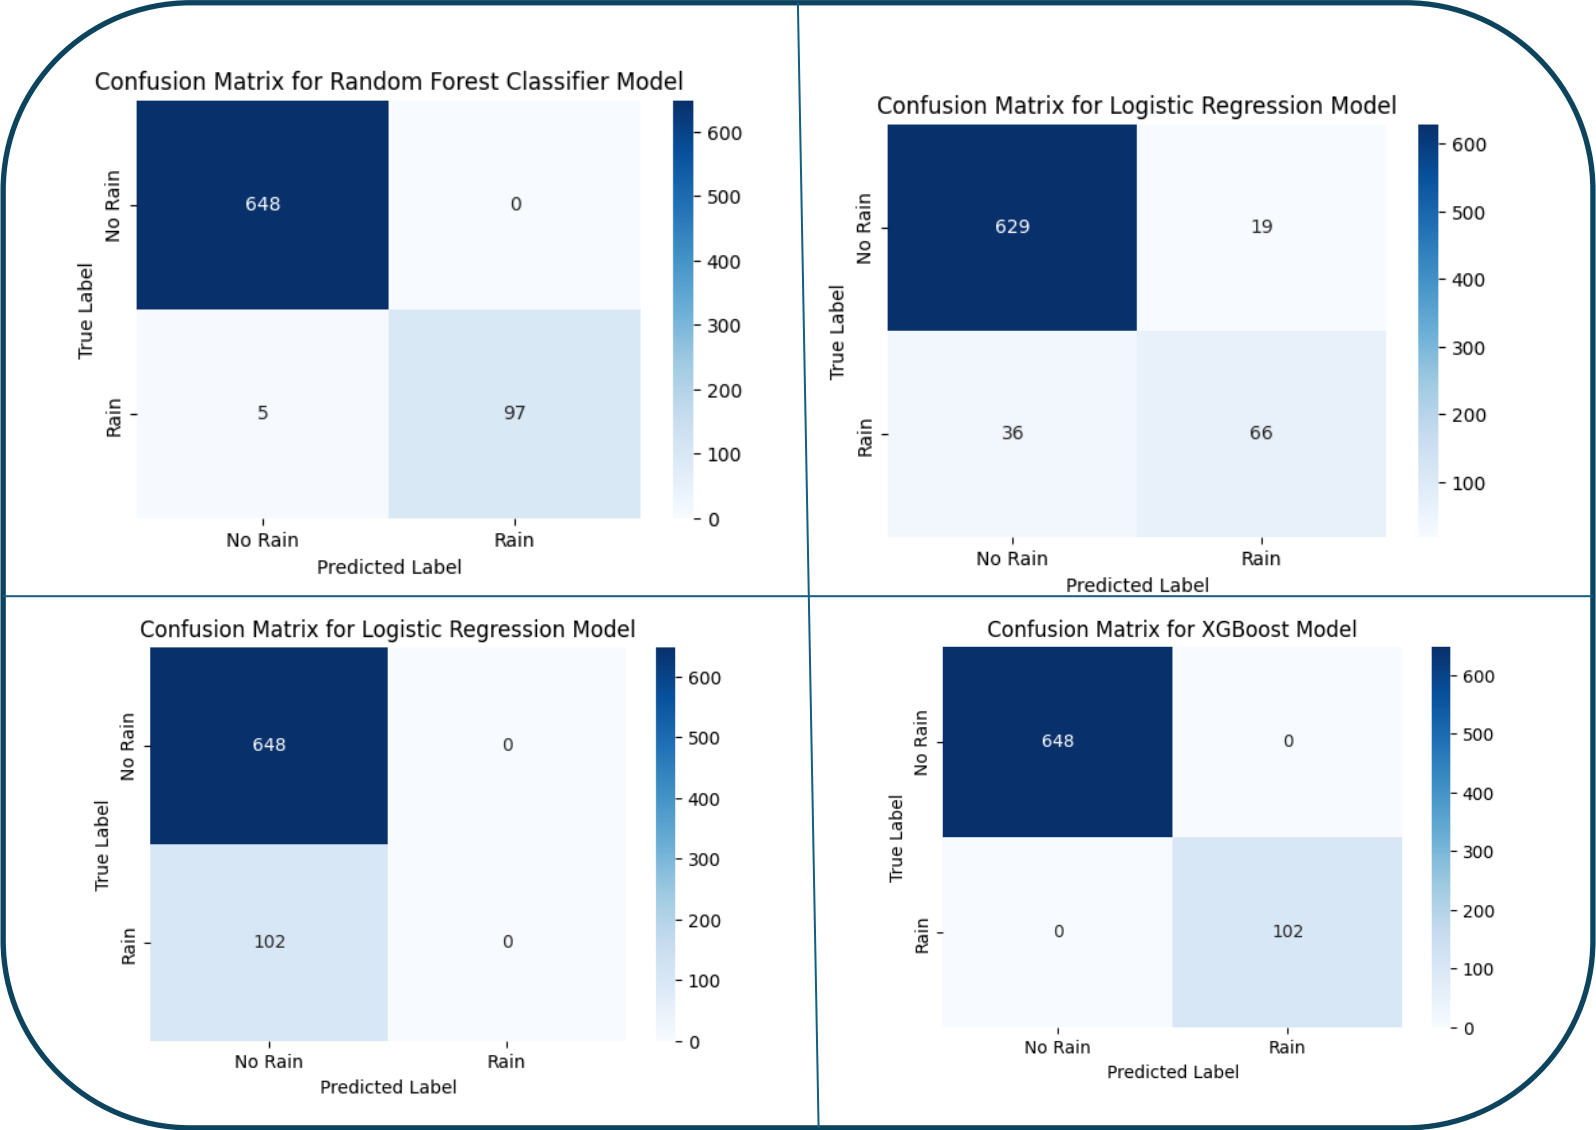 Confusion Matrix for Random Forest Classifier Model
True Label
No Rain
Rain
648 0
5 97
No Rain Rain
Predicted Label
600
500
400
300
200
100
0
Confusion Matrix for Logistic Regression Model
True Label
No Rain
Rain
629 19
36 66
No Rain Rain
Predicted Label
600
500
400
300
200
100
Confusion Matrix for Logistic Regression Model
True Label
No Rain
Rain
648 0
102 0
No Rain Rain
Predicted Label
600
500
400
300
200
100
0
Confusion Matrix for XGBoost Model
True Label
No Rain
Rain
648 0
0 102
No Rain Rain
Predicted Label
600
500
400
300
200
100
0